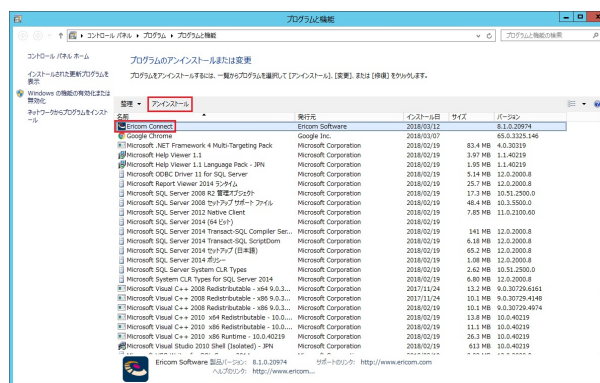 プログラムと機能
コントロール パネル ▸ プログラム ▸ プログラムと機能
プログラムと機能の検索
コントロール パネル ホーム
インストールされた更新プログラムを
表示
Windows の機能の有効化または
無効化
ネットワークからプログラムをインスト
ール
プログラムのアンインストールまたは変更
プログラムをアンインストールするには、一覧からプログラムを選択して [アンインストール]、[変更]、または [修復] をクリックします。
整理 ▾ アンインストール
名前 発行元 インストール日 サイズ バージョン
Ericom Connect Ericom Software 2018/03/12 8.1.0.20974
Google Chrome Google Inc. 2018/03/07 65.0.3325.146
Microsoft .NET Framework 4 Multi-Targeting Pack Microsoft Corporation 2018/02/19 83.4 MB 4.0.30319
Microsoft Help Viewer 1.1 Microsoft Corporation 2018/02/19 3.97 MB 1.1.40219
Microsoft Help Viewer 1.1 Language Pack - JPN Microsoft Corporation 2018/02/19 1.95 MB 1.1.40219
Microsoft ODBC Driver 11 for SQL Server Microsoft Corporation 2018/02/19 5.14 MB 12.0.2000.8
Microsoft Report Viewer 2014 ランタイム Microsoft Corporation 2018/02/19 25.7 MB 12.0.2000.8
Microsoft SQL Server 2008 R2 管理オブジェクト Microsoft Corporation 2018/02/19 17.3 MB 10.51.2500.0
Microsoft SQL Server 2008 セットアップ サポート ファイル Microsoft Corporation 2018/02/19 48.4 MB 10.3.5500.0
Microsoft SQL Server 2012 Native Client Microsoft Corporation 2018/02/19 7.85 MB 11.0.2100.60
Microsoft SQL Server 2014 (64 ビット) Microsoft Corporation 2018/02/19
Microsoft SQL Server 2014 Transact-SQL Compiler Ser... Microsoft Corporation 2018/02/19 141 MB 12.0.2000.8
Microsoft SQL Server 2014 Transact-SQL ScriptDom Microsoft Corporation 2018/02/19 6.18 MB 12.0.2000.8
Microsoft SQL Server 2014 セットアップ (日本語) Microsoft Corporation 2018/02/19 65.2 MB 12.0.2000.8
Microsoft SQL Server 2014 ポリシー Microsoft Corporation 2018/02/19 1.08 MB 12.0.2000.8
Microsoft SQL Server System CLR Types Microsoft Corporation 2018/02/19 2.62 MB 10.51.2500.0
Microsoft System CLR Types for SQL Server 2014 Microsoft Corporation 2018/02/19 6.80 MB 12.0.2000.8
Microsoft Visual C++ 2008 Redistributable - x64 9.0.3... Microsoft Corporation 2017/11/24 13.2 MB 9.0.30729.6161
Microsoft Visual C++ 2008 Redistributable - x86 9.0.3... Microsoft Corporation 2017/11/24 10.1 MB 9.0.30729.4148
Microsoft Visual C++ 2008 Redistributable - x86 9.0.3... Microsoft Corporation 2018/02/19 10.1 MB 9.0.30729.4974
Microsoft Visual C++ 2010 x64 Redistributable - 10.0.... Microsoft Corporation 2018/02/19 13.8 MB 10.0.40219
Microsoft Visual C++ 2010 x86 Redistributable - 10.0.... Microsoft Corporation 2018/02/19 11.1 MB 10.0.40219
Microsoft Visual C++ 2010 x86 Runtime - 10.0.40219 Microsoft Corporation 2018/02/19 26.3 MB 10.0.40219
Microsoft Visual Studio 2010 Shell (Isolated) - JPN Microsoft Corporation 2018/02/19 613 MB 10.0.40219
Ericom Software 製品バージョン: 8.1.0.20974 サポートのリンク: http://www.ericom.com
ヘルプのリンク: http://www.ericom...